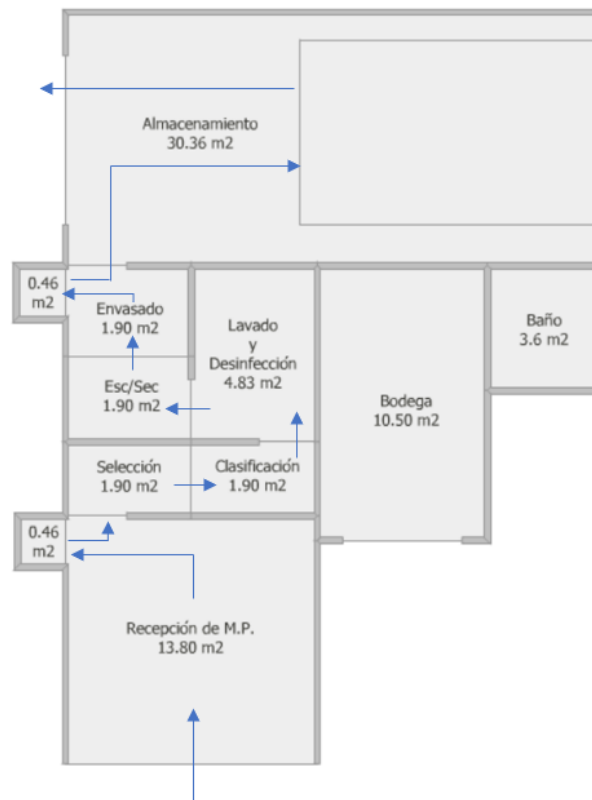 Almacenamiento
30.36 m2
0.46
m2
Envasado
1.90 m2
Lavado
y
Desinfección
4.83 m2
Baño
3.6 m2
Esc/Sec
1.90 m2
Bodega
10.50 m2
Selección
1.90 m2
Clasificación
1.90 m2
0.46
m2
Recepción de M.P.
13.80 m2